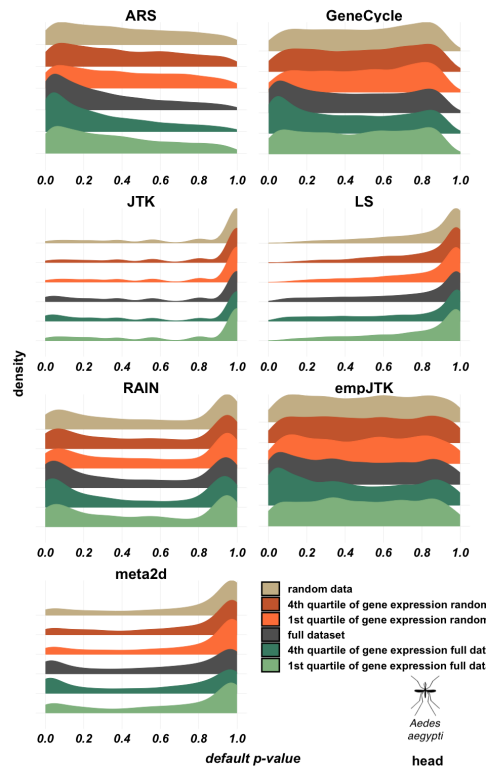 ARS
GeneCycle
0.0 0.2 0.4 0.6 0.8 1.0
0.0 0.2 0.4 0.6 0.8 1.0
JTK
LS
0.0 0.2 0.4 0.6 0.8 1.0
0.0 0.2 0.4 0.6 0.8 1.0
density
RAIN
empJTK
0.0 0.2 0.4 0.6 0.8 1.0
0.0 0.2 0.4 0.6 0.8 1.0
meta2d
0.0 0.2 0.4 0.6 0.8 1.0
default p-value
random data
4th quartile of gene expression random
1st quartile of gene expression random
full dataset
4th quartile of gene expression full dat
1st quartile of gene expression full dat
Aedes
aegypti
head